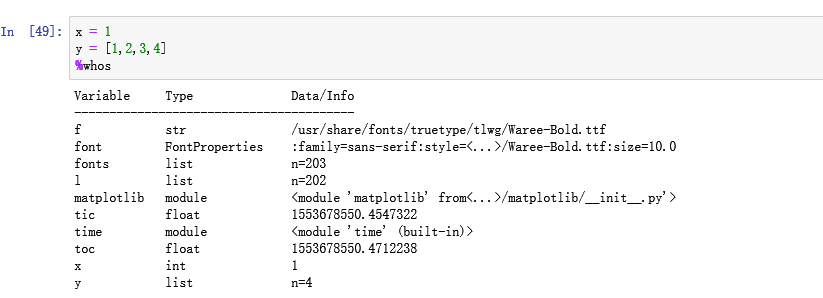 In [49]: x = 1
y = [1,2,3,4]
%whos
Variable Type Data/Info
----------------------------------------
f str /usr/share/fonts/truetype/tlwg/Waree-Bold.ttf
font FontProperties :family=sans-serif:style=<...>/Waree-Bold.ttf:size=10.0
fonts list n=203
l list n=202
matplotlib module <module 'matplotlib' from<...>/matplotlib/__init__.py'>
tic float 1553678550.4547322
time module <module 'time' (built-in)>
toc float 1553678550.4712238
x int 1
y list n=4